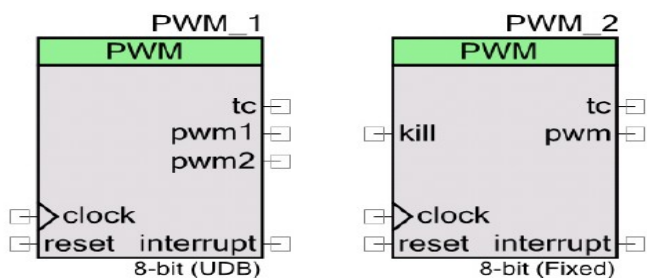 PWM_1
PWM
tc
pwm1
pwm2
clock
reset interrupt
8-bit (UDB)
PWM_2
PWM
tc
kill pwm
clock
reset interrupt
8-bit (Fixed)